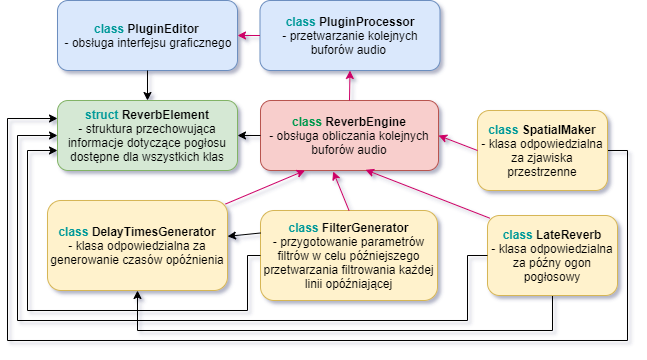 class PluginEditor
- obsługa interfejsu graficznego
class PluginProcessor
- przetwarzanie kolejnych
buforów audio
struct ReverbElement
- struktura przechowująca
informacje dotyczące pogłosu
dostępne dla wszystkich klas
class ReverbEngine
- obsługa obliczania kolejnych
buforów audio
class SpatialMaker
- klasa odpowiedzialna
za zjawiska
przestrzenne
class DelayTimesGenerator
- klasa odpowiedzialna za
generowanie czasów opóźnienia
class FilterGenerator
- przygotowanie parametrów
filtrów w celu późniejszego
przetwarzania filtrowania każdej
linii opóźniającej
class LateReverb
- klasa odpowiedzialna
za późny ogon
pogłosowy